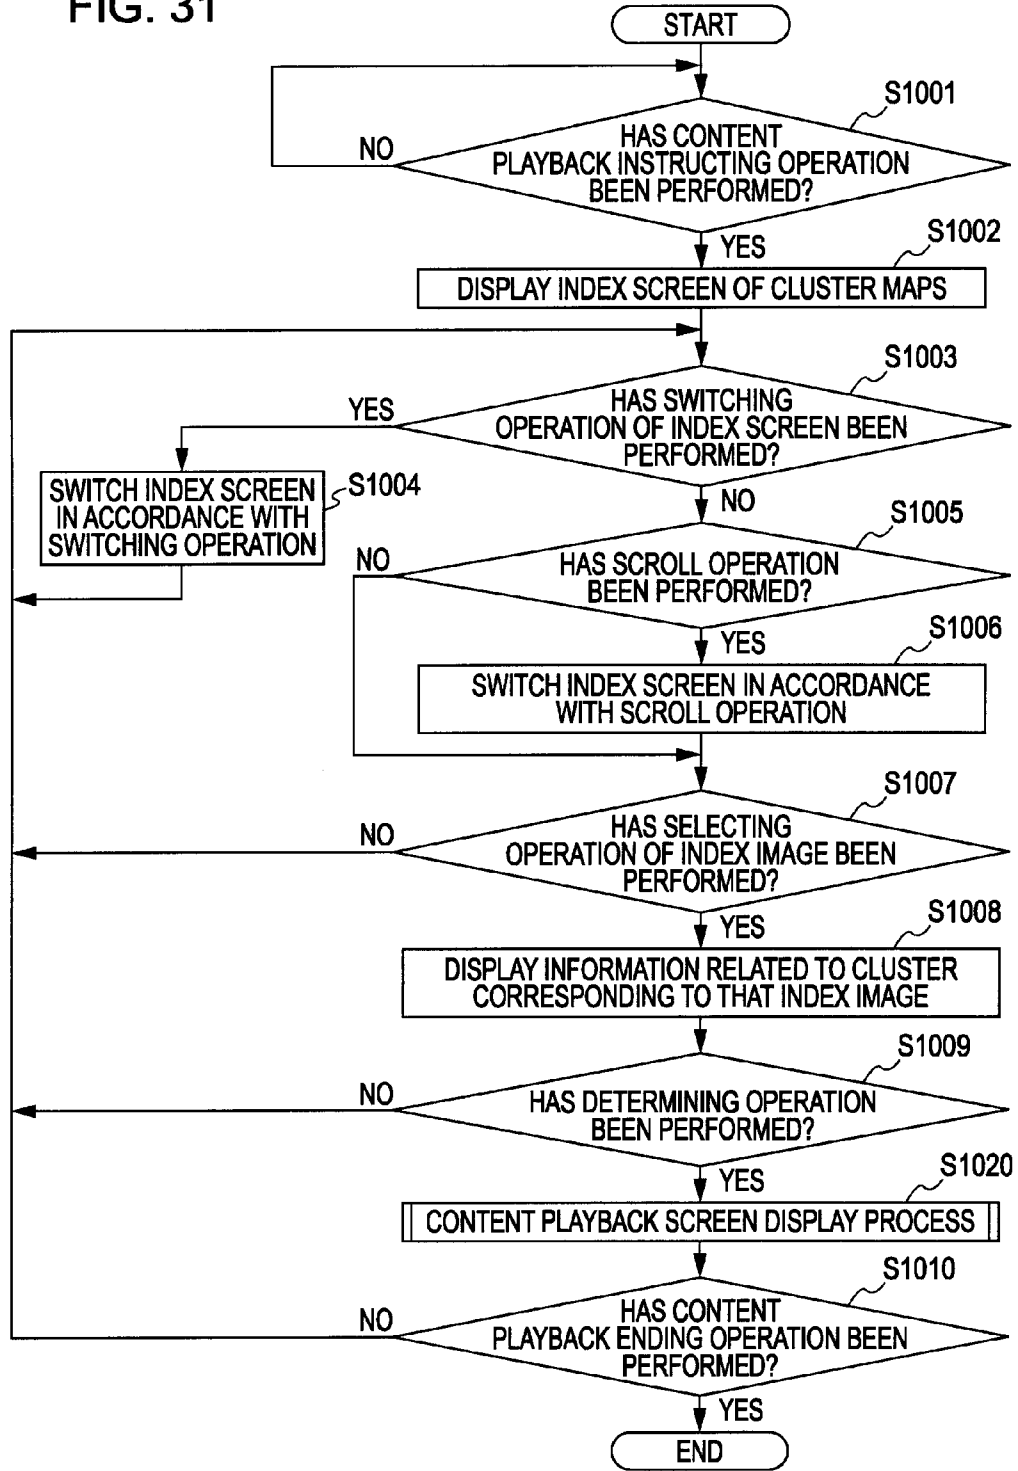 FIG. 31
START
S1001
HAS CONTENT
PLAYBACK INSTRUCTING OPERATION
BEEN PERFORMED?
NO
YES
S1002
DISPLAY INDEX SCREEN OF CLUSTER MAPS
S1003
HAS SWITCHING
OPERATION OF INDEX SCREEN BEEN
PERFORMED?
YES
NO
SWITCH INDEX SCREEN
IN ACCORDANCE WITH
SWITCHING OPERATION
S1004
S1005
HAS SCROLL OPERATION
BEEN PERFORMED?
NO
YES
S1006
SWITCH INDEX SCREEN IN ACCORDANCE
WITH SCROLL OPERATION
S1007
HAS SELECTING
OPERATION OF INDEX IMAGE BEEN
PERFORMED?
NO
YES
S1008
DISPLAY INFORMATION RELATED TO CLUSTER
CORRESPONDING TO THAT INDEX IMAGE
S1009
HAS DETERMINING OPERATION
BEEN PERFORMED?
NO
YES
S1020
CONTENT PLAYBACK SCREEN DISPLAY PROCESS
S1010
HAS CONTENT
PLAYBACK ENDING OPERATION BEEN
PERFORMED?
NO
YES
END